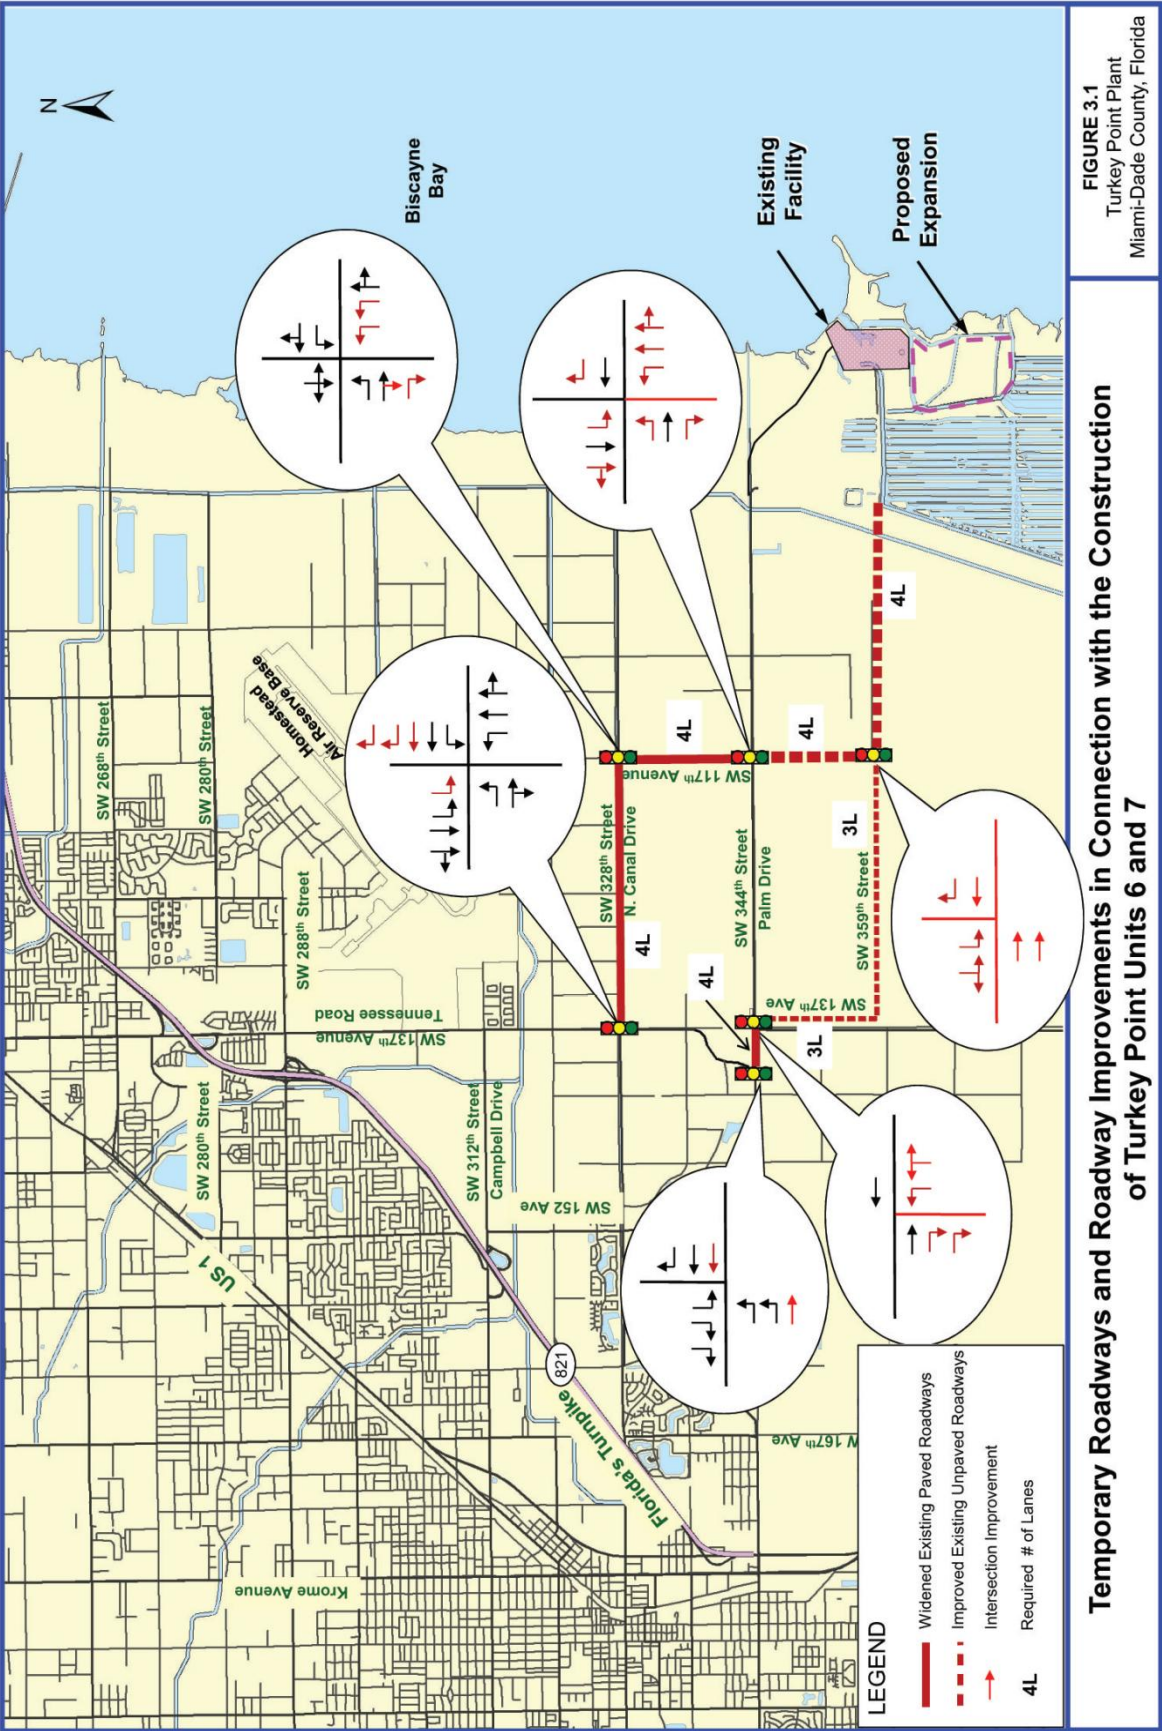 N
Biscayne
Bay
Existing
Facility
Proposed
Expansion
SW 268th Street
SW 280th Street
Homestead
Air Reserve Base
SW 288th Street
Tennessee Road
SW 137th Avenue
SW 280th Street
SW 312th Street
Campbell Drive
SW 152 Ave
US 1
821
Florida's Turnpike
Krome Avenue
SW 328th Street
N. Canal Drive
4L
SW 117th Avenue
4L
SW 344th Street
Palm Drive
4L
4L
4L
3L
SW 359th Street
SW 137th Ave
3L
W 167th Ave
LEGEND
Widened Existing Paved Roadways
Improved Existing Unpaved Roadways
Intersection Improvement
4L Required # of Lanes
Temporary Roadways and Roadway Improvements in Connection with the Construction
of Turkey Point Units 6 and 7
FIGURE 3.1
Turkey Point Plant
Miami-Dade County, Florida